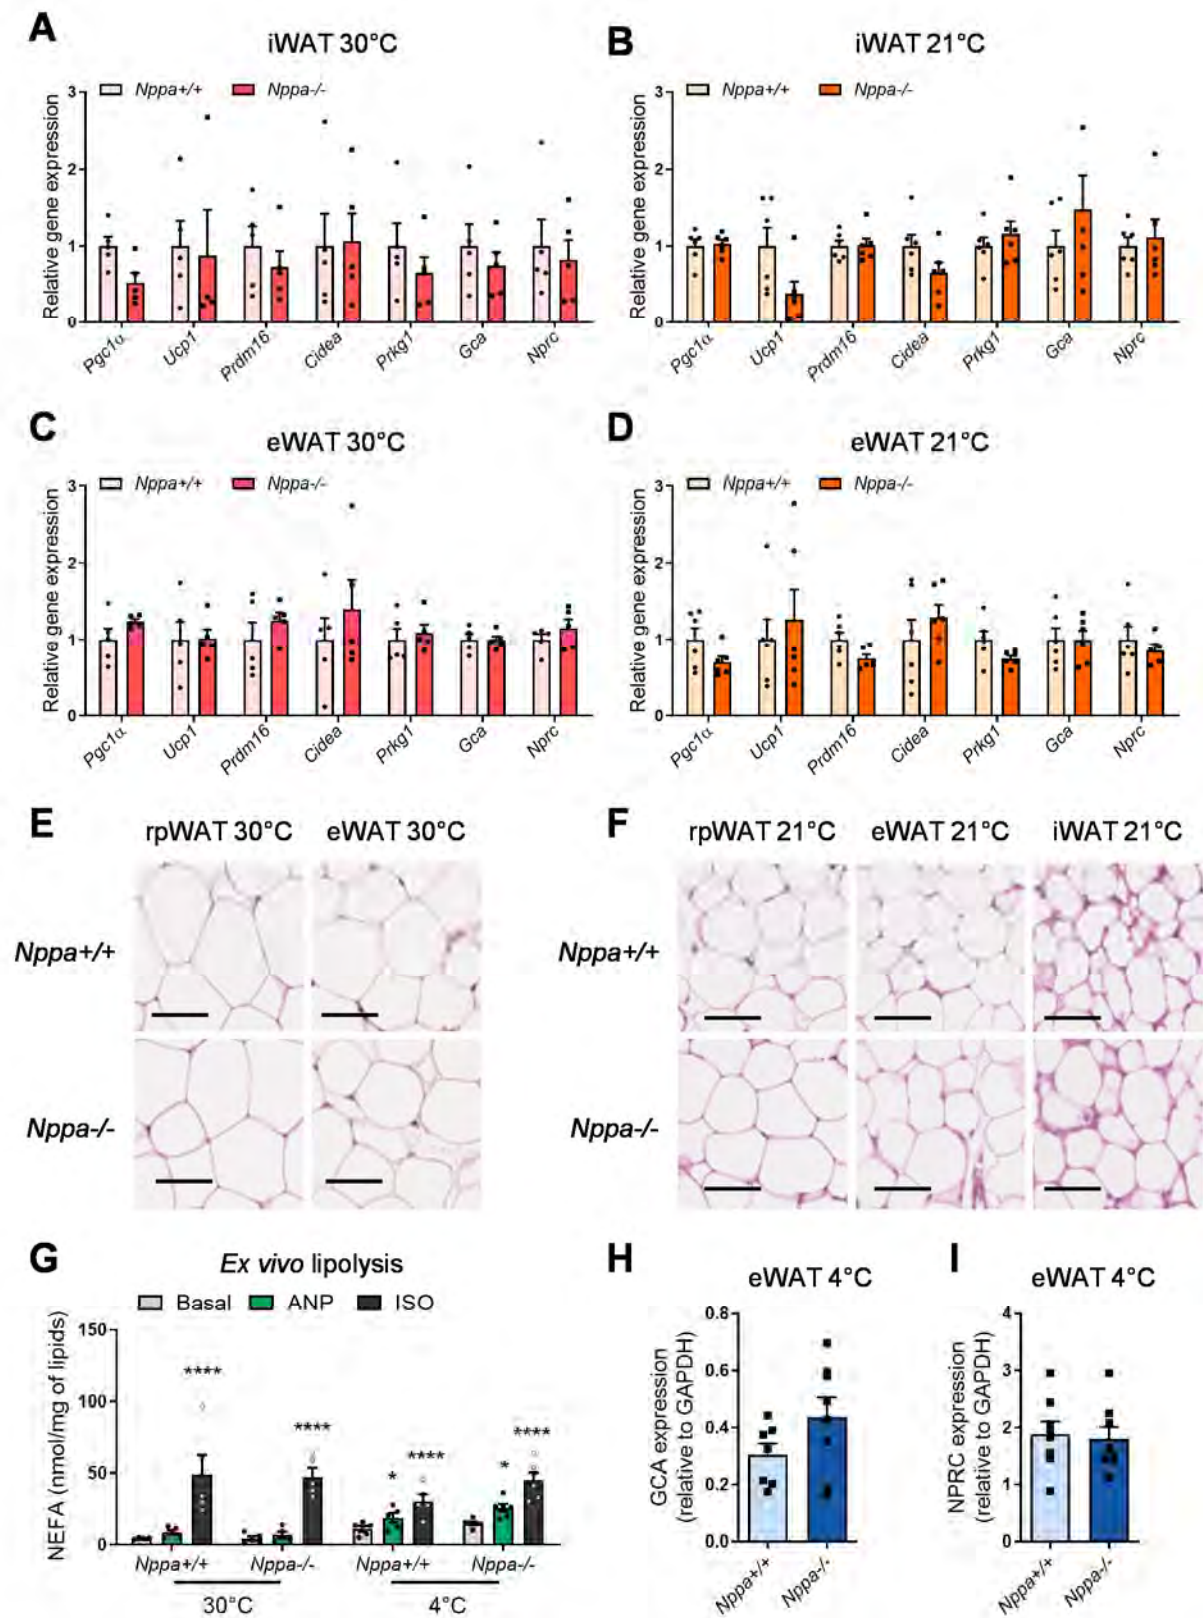 A
iWAT 30°C
Nppa+/+ Nppa-/-
Relative gene expression
3
2
1
0
Pgc1α Ucp1 Prdm16 Cidea Prkg1 Gca Nprc
B
iWAT 21°C
Nppa+/+ Nppa-/-
Relative gene expression
3
2
1
0
Pgc1α Ucp1 Prdm16 Cidea Prkg1 Gca Nprc
C
eWAT 30°C
Nppa+/+ Nppa-/-
Relative gene expression
3
2
1
0
Pgc1α Ucp1 Prdm16 Cidea Prkg1 Gca Nprc
D
eWAT 21°C
Nppa+/+ Nppa-/-
Relative gene expression
3
2
1
0
Pgc1α Ucp1 Prdm16 Cidea Prkg1 Gca Nprc
E
rpWAT 30°C eWAT 30°C
Nppa+/+
Nppa-/-
F
rpWAT 21°C eWAT 21°C iWAT 21°C
Nppa+/+
Nppa-/-
G
Ex vivo lipolysis
Basal ANP ISO
NEFA (nmol/mg of lipids)
150
100
50
0
**** **** * **** * ****
Nppa+/+ Nppa-/- Nppa+/+ Nppa-/-
30°C 4°C
H
eWAT 4°C
GCA expression
(relative to GAPDH)
0.8
0.6
0.4
0.2
0.0
Nppa+/+ Nppa-/-
I
eWAT 4°C
NPRC expression
(relative to GAPDH)
4
3
2
1
0
Nppa+/+ Nppa-/-